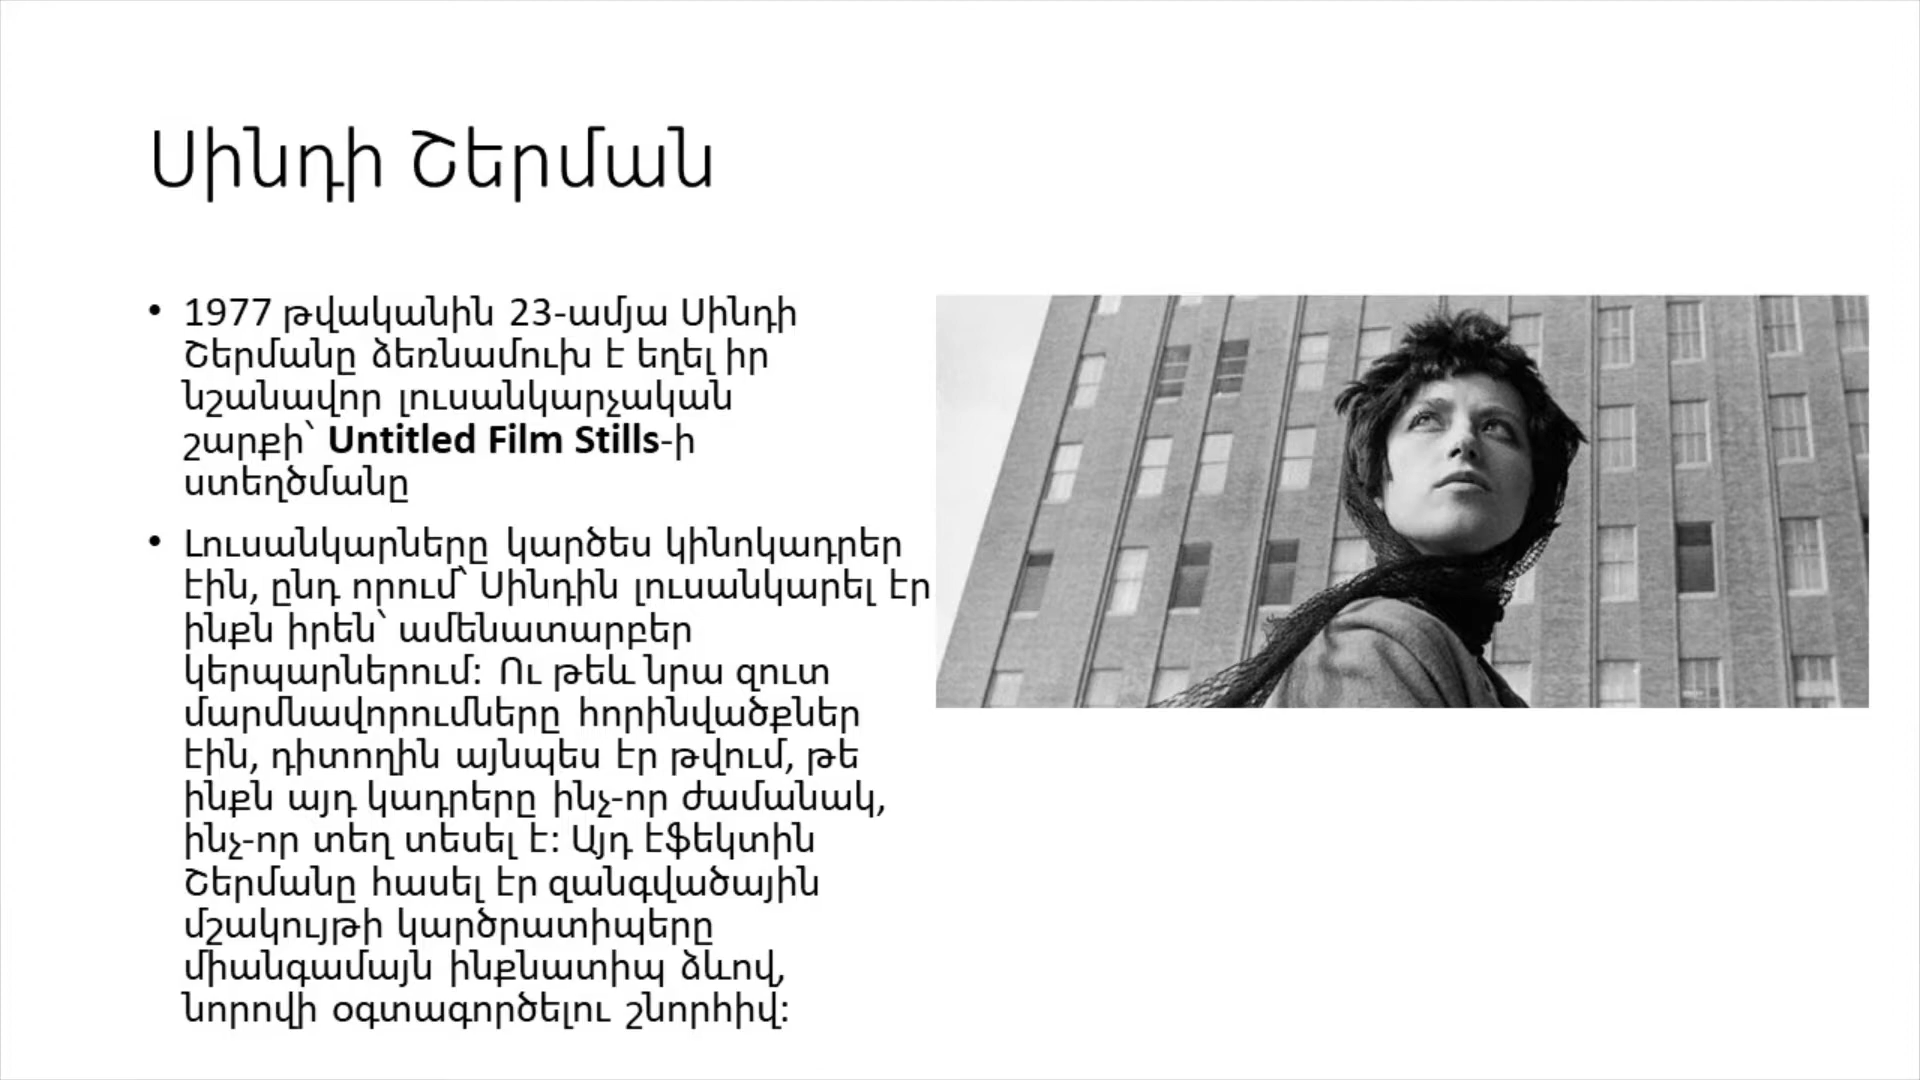 Սինդի Շերման
• 1977 թվականին 23-ամյա Սինդի
Շերմանը ձեռնամուխ է եղել իր
նշանավոր լուսանկարչական
շարքի՝ Untitled Film Stills-ի
ստեղծմանը
• Լուսանկարները կարծես կինոկադրեր
էին, ընդ որում՝ Սինդին լուսանկարել էր
ինքն իրեն՝ ամենատարբեր
կերպարներում: Ու թեև նրա զուտ
մարմնավորումները հորինվածքներ
էին, դիտողին այնպես էր թվում, թե
ինքն այդ կադրերը ինչ-որ ժամանակ,
ինչ-որ տեղ տեսել է: Այդ էֆեկտին
Շերմանը հասել էր զանգվածային
մշակույթի կարծրատիպերը
միանգամայն ինքնատիպ ձևով,
նորովի օգտագործելու շնորհիվ: